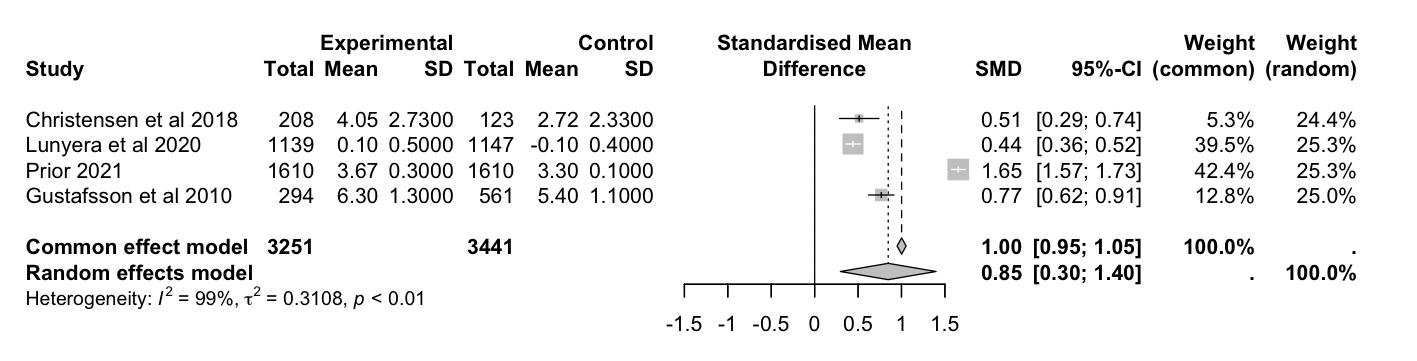 Experimental Control Standardised Mean Weight Weight
Study Total Mean SD Total Mean SD Difference SMD 95%-CI (common) (random)
Christensen et al 2018 208 4.05 2.7300 123 2.72 2.3300 0.51 [0.29; 0.74] 5.3% 24.4%
Lunyera et al 2020 1139 0.10 0.5000 1147 -0.10 0.4000 0.44 [0.36; 0.52] 39.5% 25.3%
Prior 2021 1610 3.67 0.3000 1610 3.30 0.1000 1.65 [1.57; 1.73] 42.4% 25.3%
Gustafsson et al 2010 294 6.30 1.3000 561 5.40 1.1000 0.77 [0.62; 0.91] 12.8% 25.0%
Common effect model 3251 3441 1.00 [0.95; 1.05] 100.0% .
Random effects model 0.85 [0.30; 1.40] . 100.0%
Heterogeneity: I² = 99%, τ² = 0.3108, p < 0.01
-1.5 -1 -0.5 0 0.5 1 1.5